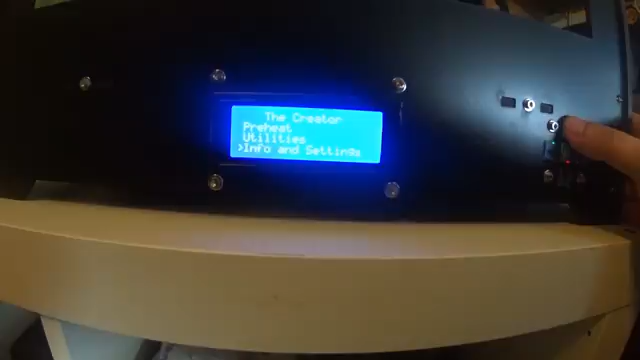 The Creator
Preheat
Utilities
>Info and Settings